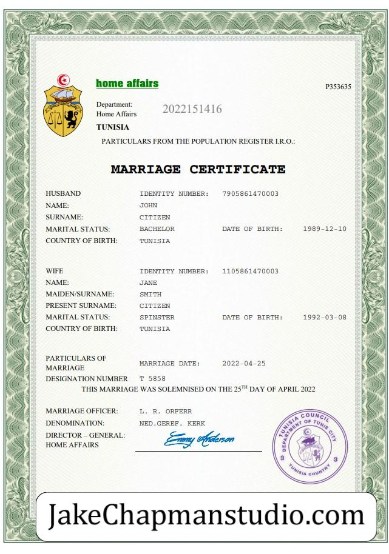 home affairs
P353635
Department:
Home Affairs
2022151416
TUNISIA
PARTICULARS FROM THE POPULATION REGISTER I.R.O.:
MARRIAGE CERTIFICATE
HUSBAND IDENTITY NUMBER: 7905861470003
NAME: JOHN
SURNAME: CITIZEN
MARITAL STATUS: BACHELOR DATE OF BIRTH: 1989-12-10
COUNTRY OF BIRTH: TUNISIA
WIFE IDENTITY NUMBER: 1105861470003
NAME: JANE
MAIDEN/SURNAME: SMITH
PRESENT SURNAME: CITIZEN
MARITAL STATUS: SPINSTER DATE OF BIRTH: 1992-03-08
COUNTRY OF BIRTH: TUNISIA
PARTICULARS OF
MARRIAGE MARRIAGE DATE: 2022-04-25
DESIGNATION NUMBER T 5858
THIS MARRIAGE WAS SOLEMNISED ON THE 25TH DAY OF APRIL 2022
MARRIAGE OFFICER: L. R. ORFERR
DENOMINATION: NED.GEREF. KERK
DIRECTOR – GENERAL:
HOME AFFAIRS
Emmy Anderson
TUNISIA COUNCIL
DEPARTMENT OF TUNIS CITY
TUNISIA COUNTRY
JakeChapmanstudio.com